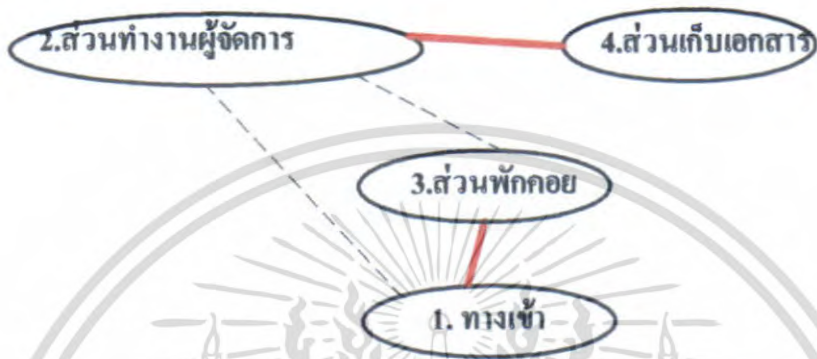 2.ส่วนทำงานผู้จัดการ
4.ส่วนเก็บเอกสาร
3.ส่วนพักคอย
1. ทางเข้า